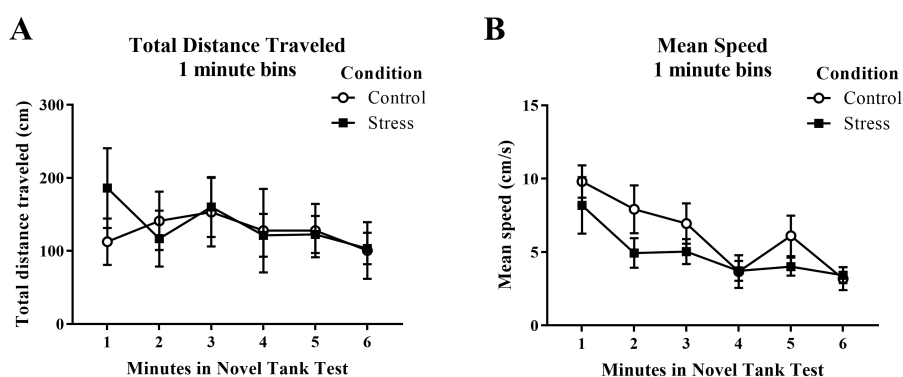 A
Total Distance Traveled
1 minute bins
Condition
Control
Stress
Total distance traveled (cm)
300
200
100
0
1 2 3 4 5 6
Minutes in Novel Tank Test
B
Mean Speed
1 minute bins
Condition
Control
Stress
Mean speed (cm/s)
15
10
5
0
1 2 3 4 5 6
Minutes in Novel Tank Test